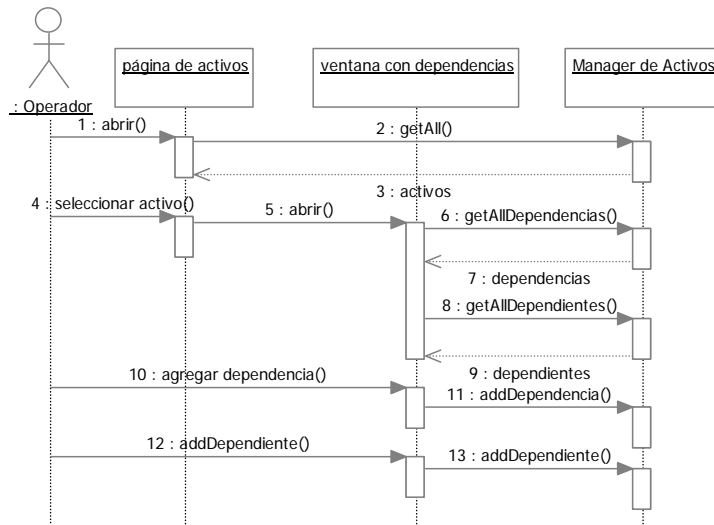 página de activos
ventana con dependencias
Manager de Activos
: Operador
1 : abrir()
2 : getAll()
3 : activos
4 : seleccionar activo()
5 : abrir()
6 : getAllDependencias()
7 : dependencias
8 : getAllDependientes()
9 : dependientes
10 : agregar dependencia()
11 : addDependencia()
12 : addDependiente()
13 : addDependiente()